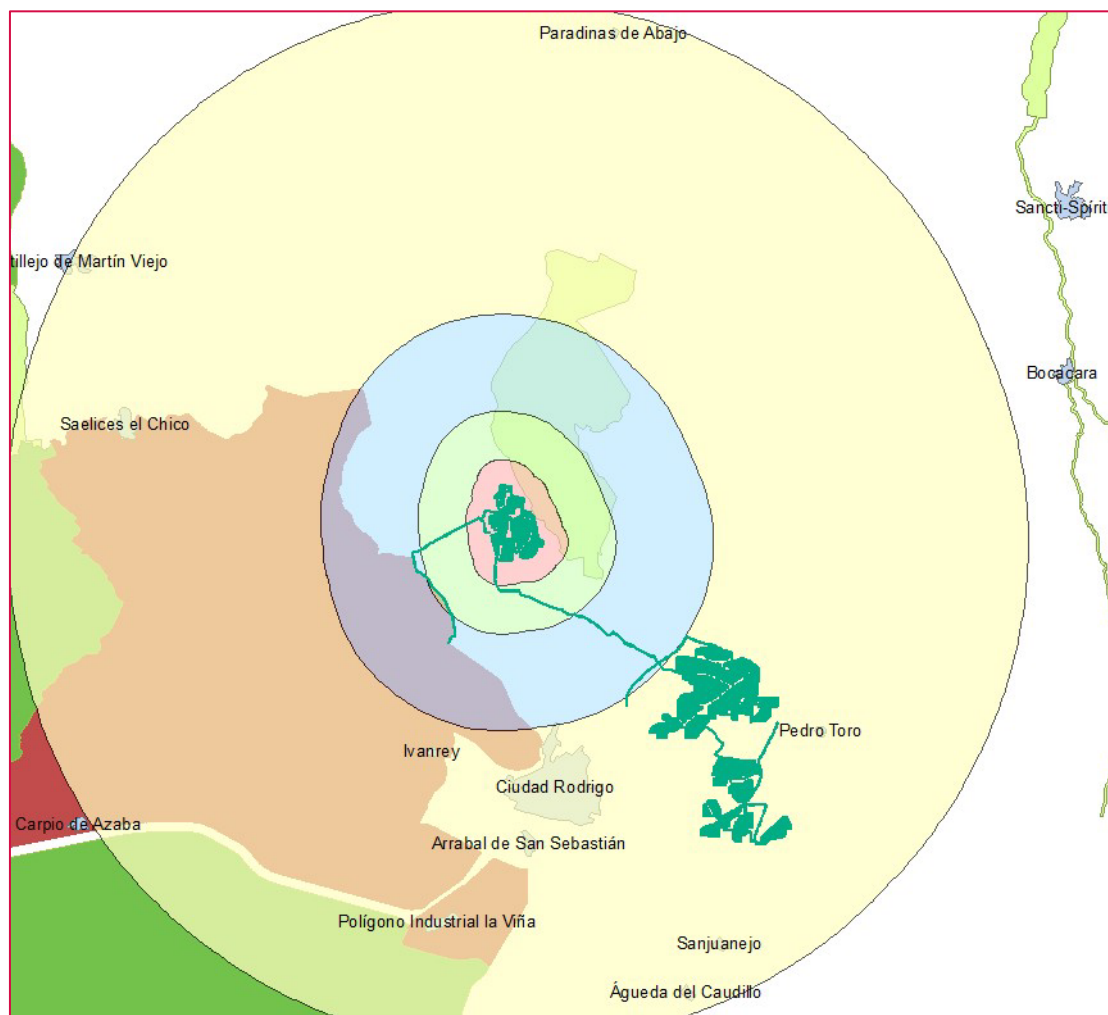 Paradinas de Abajo
Sancti-Spírit
tillejo de Martín Viejo
Bocacara
Saelices el Chico
Pedro Toro
Ivanrey
Ciudad Rodrigo
Carpio de Azaba
Arrabal de San Sebastián
Polígono Industrial la Viña
Sanjuanejo
Águeda del Caudillo